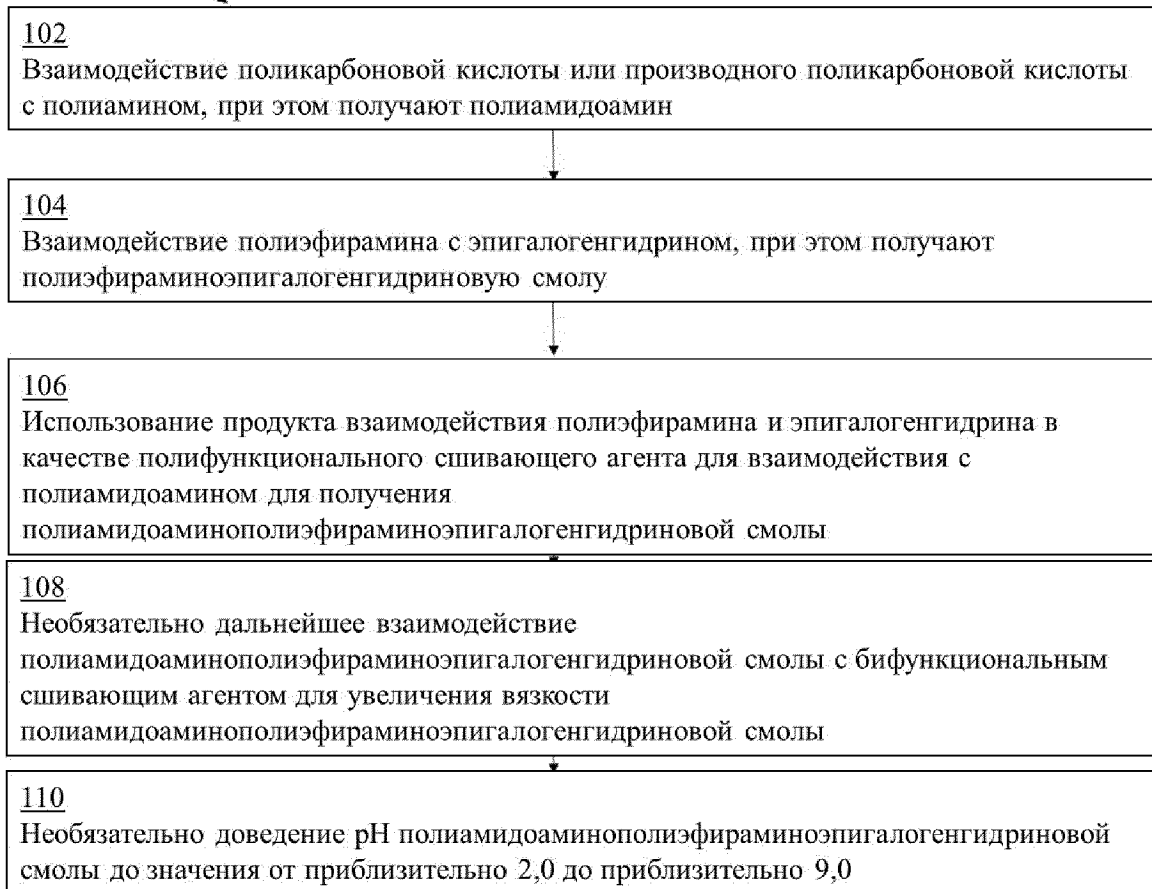 102
Взаимодействие поликарбоновой кислоты или производного поликарбоновой кислоты
с полиамином, при этом получают полиамидоамин
104
Взаимодействие полиэфирамина с эпигалогенгидрином, при этом получают
полиэфираминоэпигалогенгидриновую смолу
106
Использование продукта взаимодействия полиэфирамина и эпигалогенгидрина в
качестве полифункционального сшивающего агента для взаимодействия с
полиамидоамином для получения
полиамидоаминополиэфираминоэпигалогенгидриновой смолы
108
Необязательно дальнейшее взаимодействие
полиамидоаминополиэфираминоэпигалогенгидриновой смолы с бифункциональным
сшивающим агентом для увеличения вязкости
полиамидоаминополиэфираминоэпигалогенгидриновой смолы
110
Необязательно доведение pH полиамидоаминополиэфираминоэпигалогенгидриновой
смолы до значения от приблизительно 2,0 до приблизительно 9,0